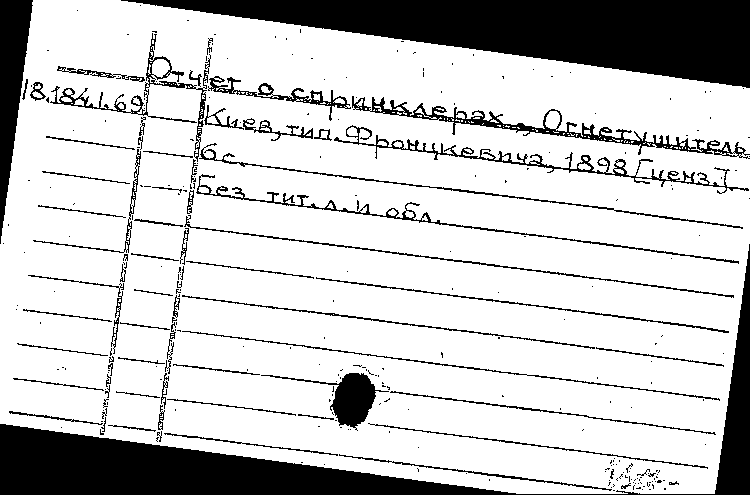 Отчет о спринклерах „Огнетушитель
18.184.1.69
Киев, тип. Фронцкевича, 1898 [ценз.].
6 с.
Без тит. л. и обл.